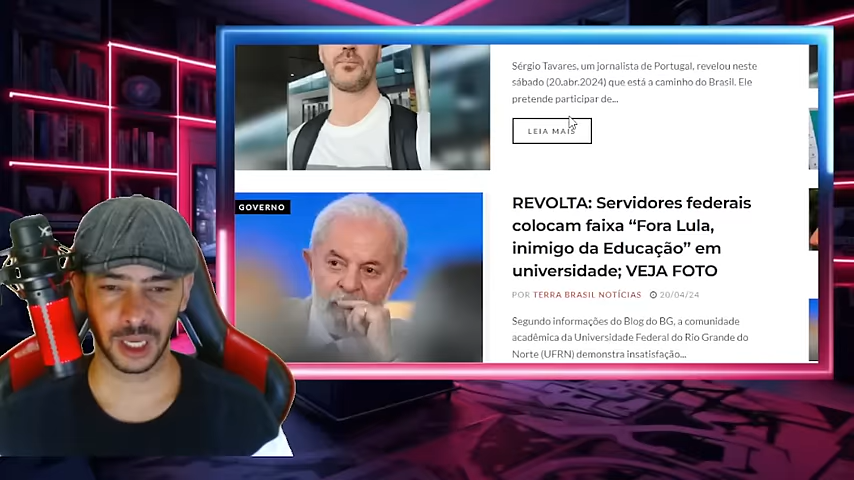 Sérgio Tavares, um jornalista de Portugal, revelou neste
sábado (20.abr.2024) que está a caminho do Brasil. Ele
pretende participar de...
LEIA MAIS
GOVERNO
REVOLTA: Servidores federais
colocam faixa “Fora Lula,
inimigo da Educação” em
universidade; VEJA FOTO
POR TERRA BRASIL NOTÍCIAS 20/04/24
Segundo informações do Blog do BG, a comunidade
acadêmica da Universidade Federal do Rio Grande do
Norte (UFRN) demonstra insatisfação...